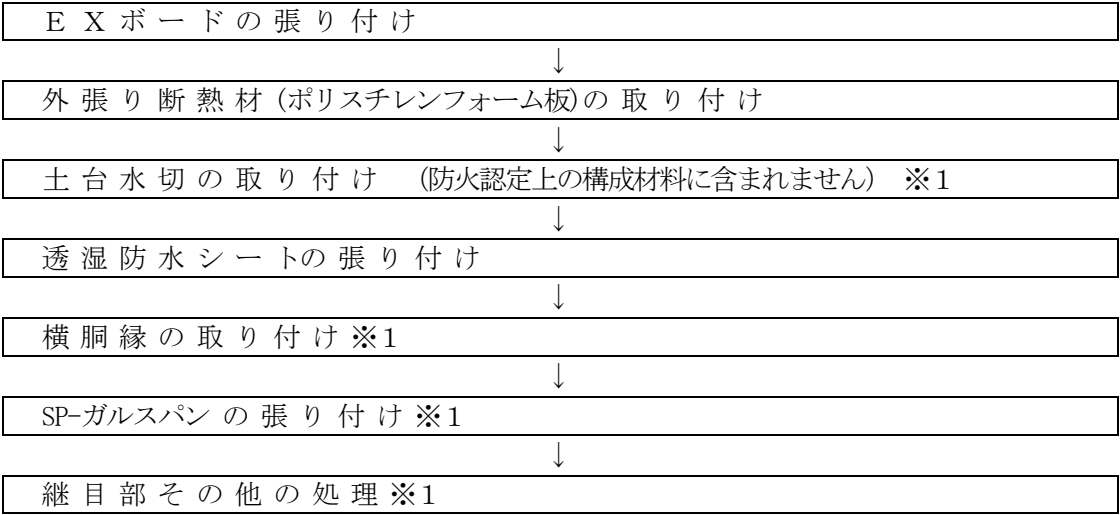 ＥＸボードの張り付け
↓
外張り断熱材(ポリスチレンフォーム板)の取り付け
↓
土台水切の取り付け　(防火認定上の構成材料に含まれません)　※1
↓
透湿防水シートの張り付け
↓
横胴縁の取り付け※1
↓
SP-ガルスパンの張り付け※1
↓
継目部その他の処理※1